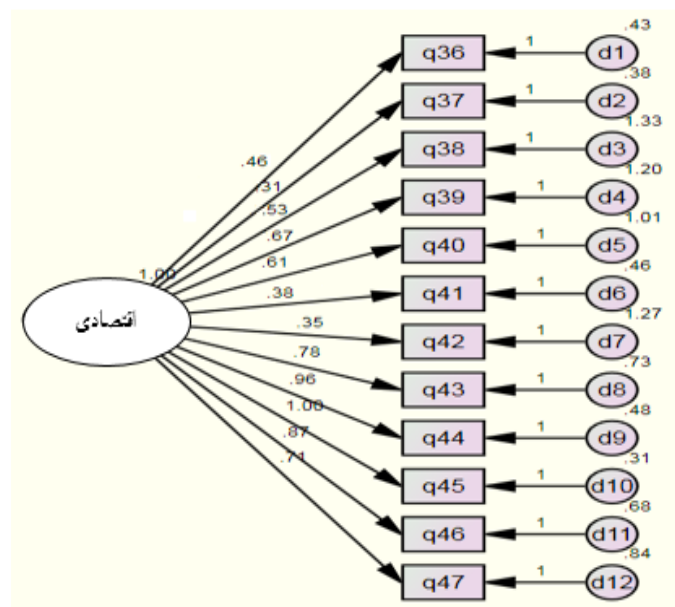 .43
q36 1 d1
.38
q37 1 d2
1.33
q38 1 d3
1.20
.46
q39 1 d4
.31
1.01
.53
q40 1 d5
.67
.46
.61
1.00
q41 1 d6
.38
1.27
اقتصادی
.35
q42 1 d7
.73
.78
q43 1 d8
.96
.48
1.00
q44 1 d9
.87
.31
.71
q45 1 d10
.68
q46 1 d11
.84
q47 1 d12